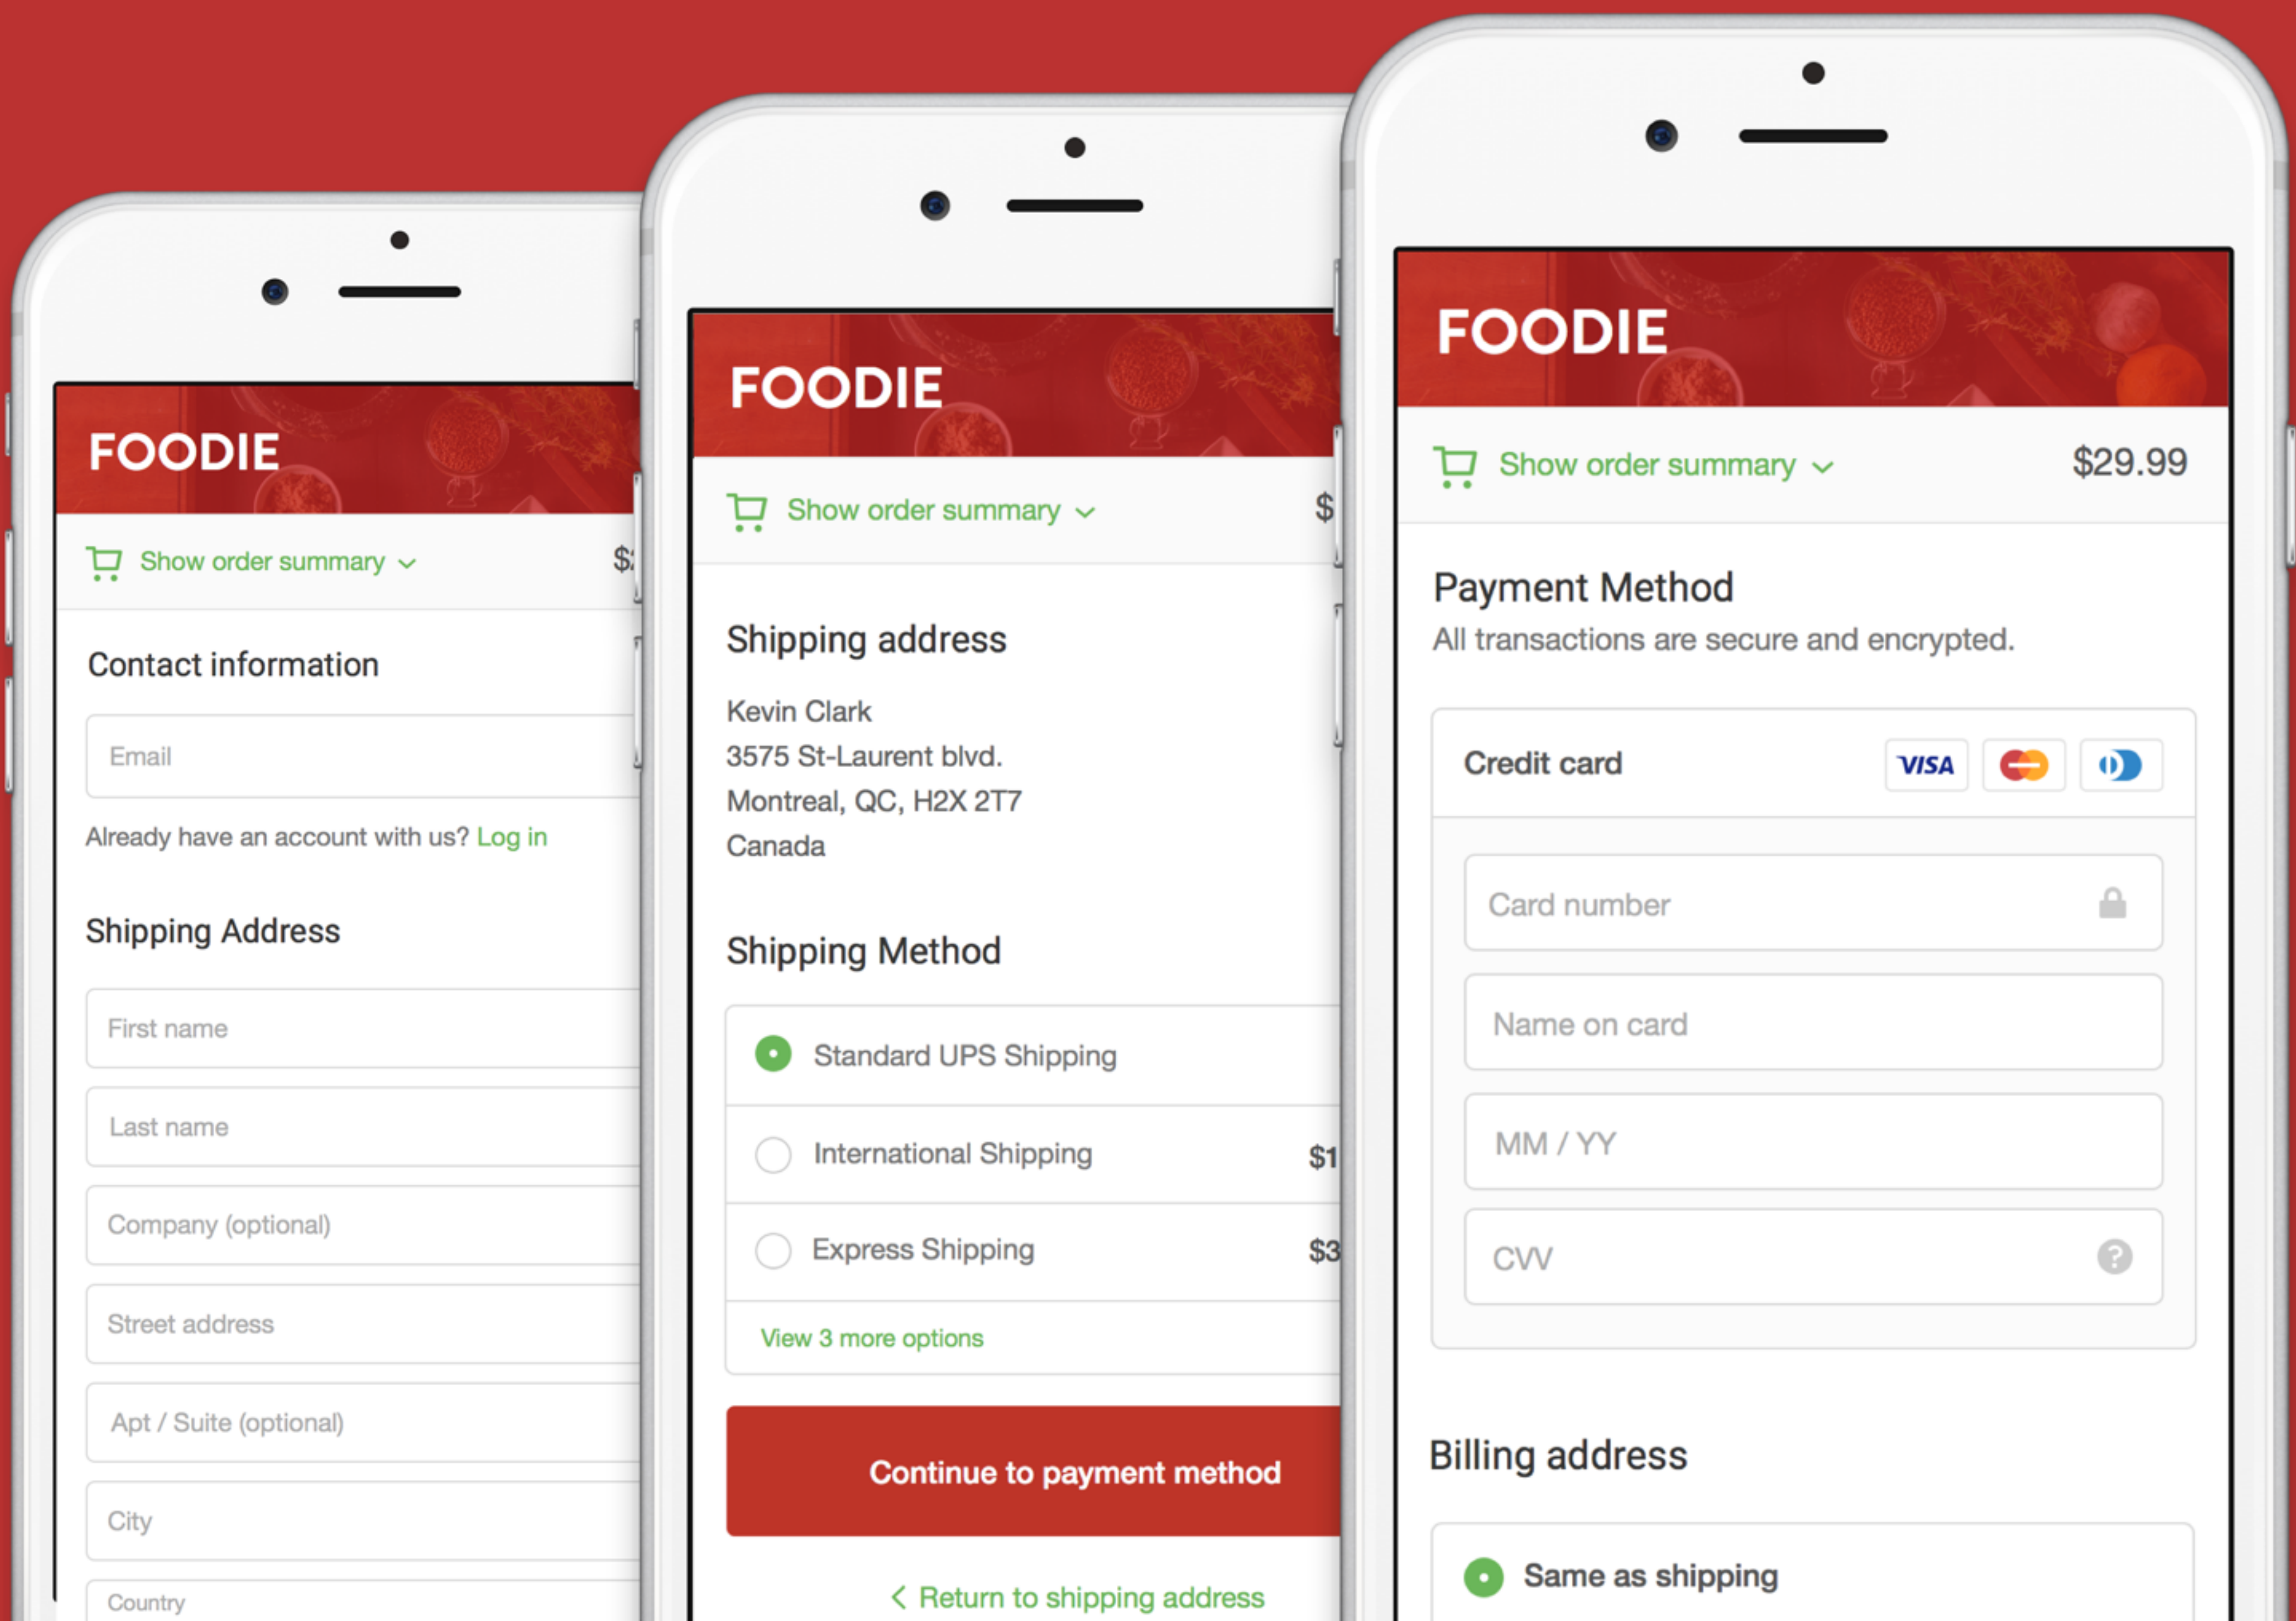 FOODIE
Show order summary
Contact information
Email
Already have an account with us? Log in
Shipping Address
First name
Last name
Company (optional)
Street address
Apt / Suite (optional)
City
Country
FOODIE
Show order summary
$
Shipping address
Kevin Clark
3575 St-Laurent blvd.
Montreal, QC, H2X 2T7
Canada
Shipping Method
Standard UPS Shipping
International Shipping $1
Express Shipping $3
View 3 more options
Continue to payment method
Return to shipping address
FOODIE
Show order summary $29.99
Payment Method
All transactions are secure and encrypted.
Credit card VISA
Card number
Name on card
MM / YY
CVV
Billing address
Same as shipping